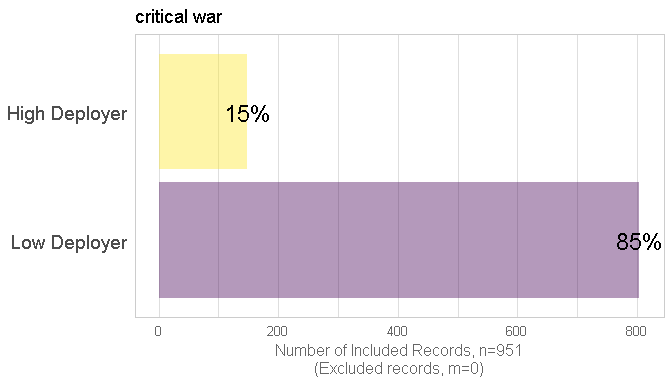 critical war
High Deployer
15%
Low Deployer
85%
0 200 400 600 800
Number of Included Records, n=951
(Excluded records, m=0)